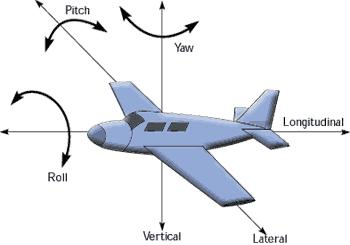 Pitch
Yaw
Longitudinal
Roll
Vertical
Lateral